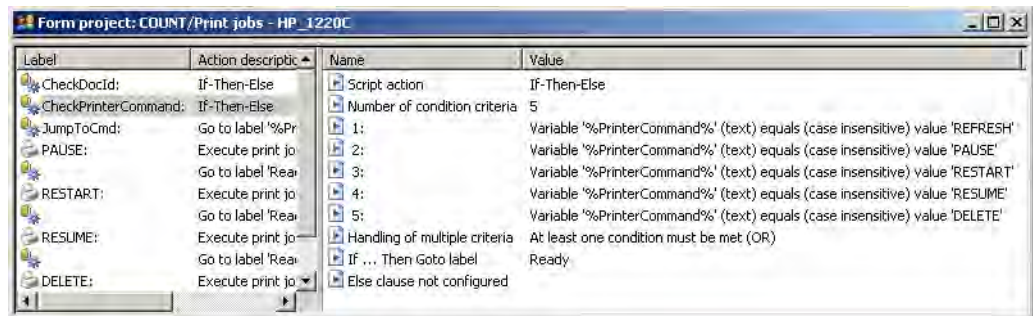 Form project: COUNT/Print jobs - HP_1220C
Label Action descriptic Name Value
CheckDocId: If-Then-Else Script action If-Then-Else
CheckPrinterCommand: If-Then-Else Number of condition criteria 5
JumpToCmd: Go to label '%Pr 1: Variable '%PrinterCommand%' (text) equals (case insensitive) value 'REFRESH'
PAUSE: Execute print jo 2: Variable '%PrinterCommand%' (text) equals (case insensitive) value 'PAUSE'
Go to label 'Rea 3: Variable '%PrinterCommand%' (text) equals (case insensitive) value 'RESTART'
RESTART: Execute print jo 4: Variable '%PrinterCommand%' (text) equals (case insensitive) value 'RESUME'
Go to label 'Rea 5: Variable '%PrinterCommand%' (text) equals (case insensitive) value 'DELETE'
RESUME: Execute print jo Handling of multiple criteria At least one condition must be met (OR)
Go to label 'Rea If ... Then Goto label Ready
DELETE: Execute print jo Else clause not configured